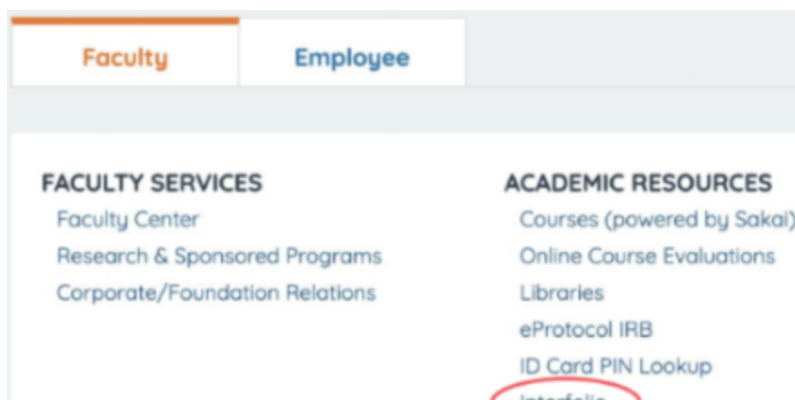 Faculty
Employee
FACULTY SERVICES
Faculty Center
Research & Sponsored Programs
Corporate/Foundation Relations
ACADEMIC RESOURCES
Courses (powered by Sakai)
Online Course Evaluations
Libraries
eProtocol IRB
ID Card PIN Lookup
Interfolio